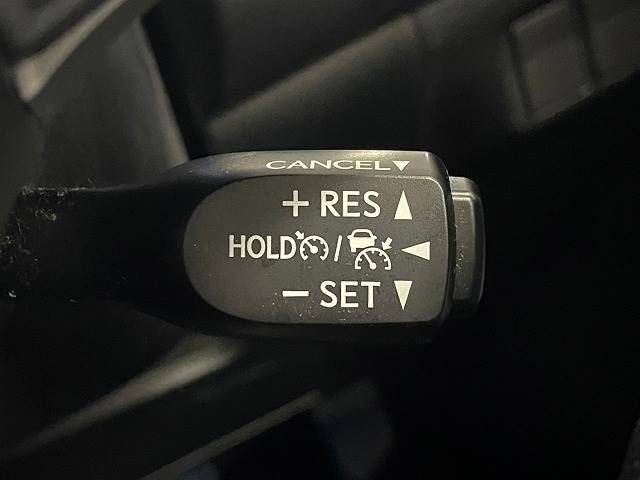 CANCEL▼
+ RES ▲
HOLD / ◀
− SET ▼